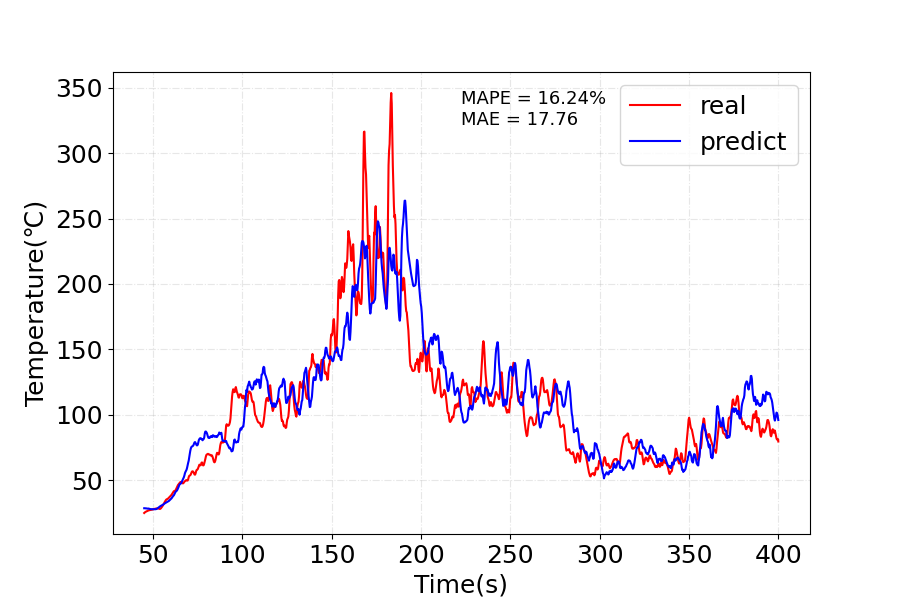 MAPE = 16.24%
MAE = 17.76
real
predict
350
300
250
200
150
100
50
Temperature(℃)
50 100 150 200 250 300 350 400
Time(s)